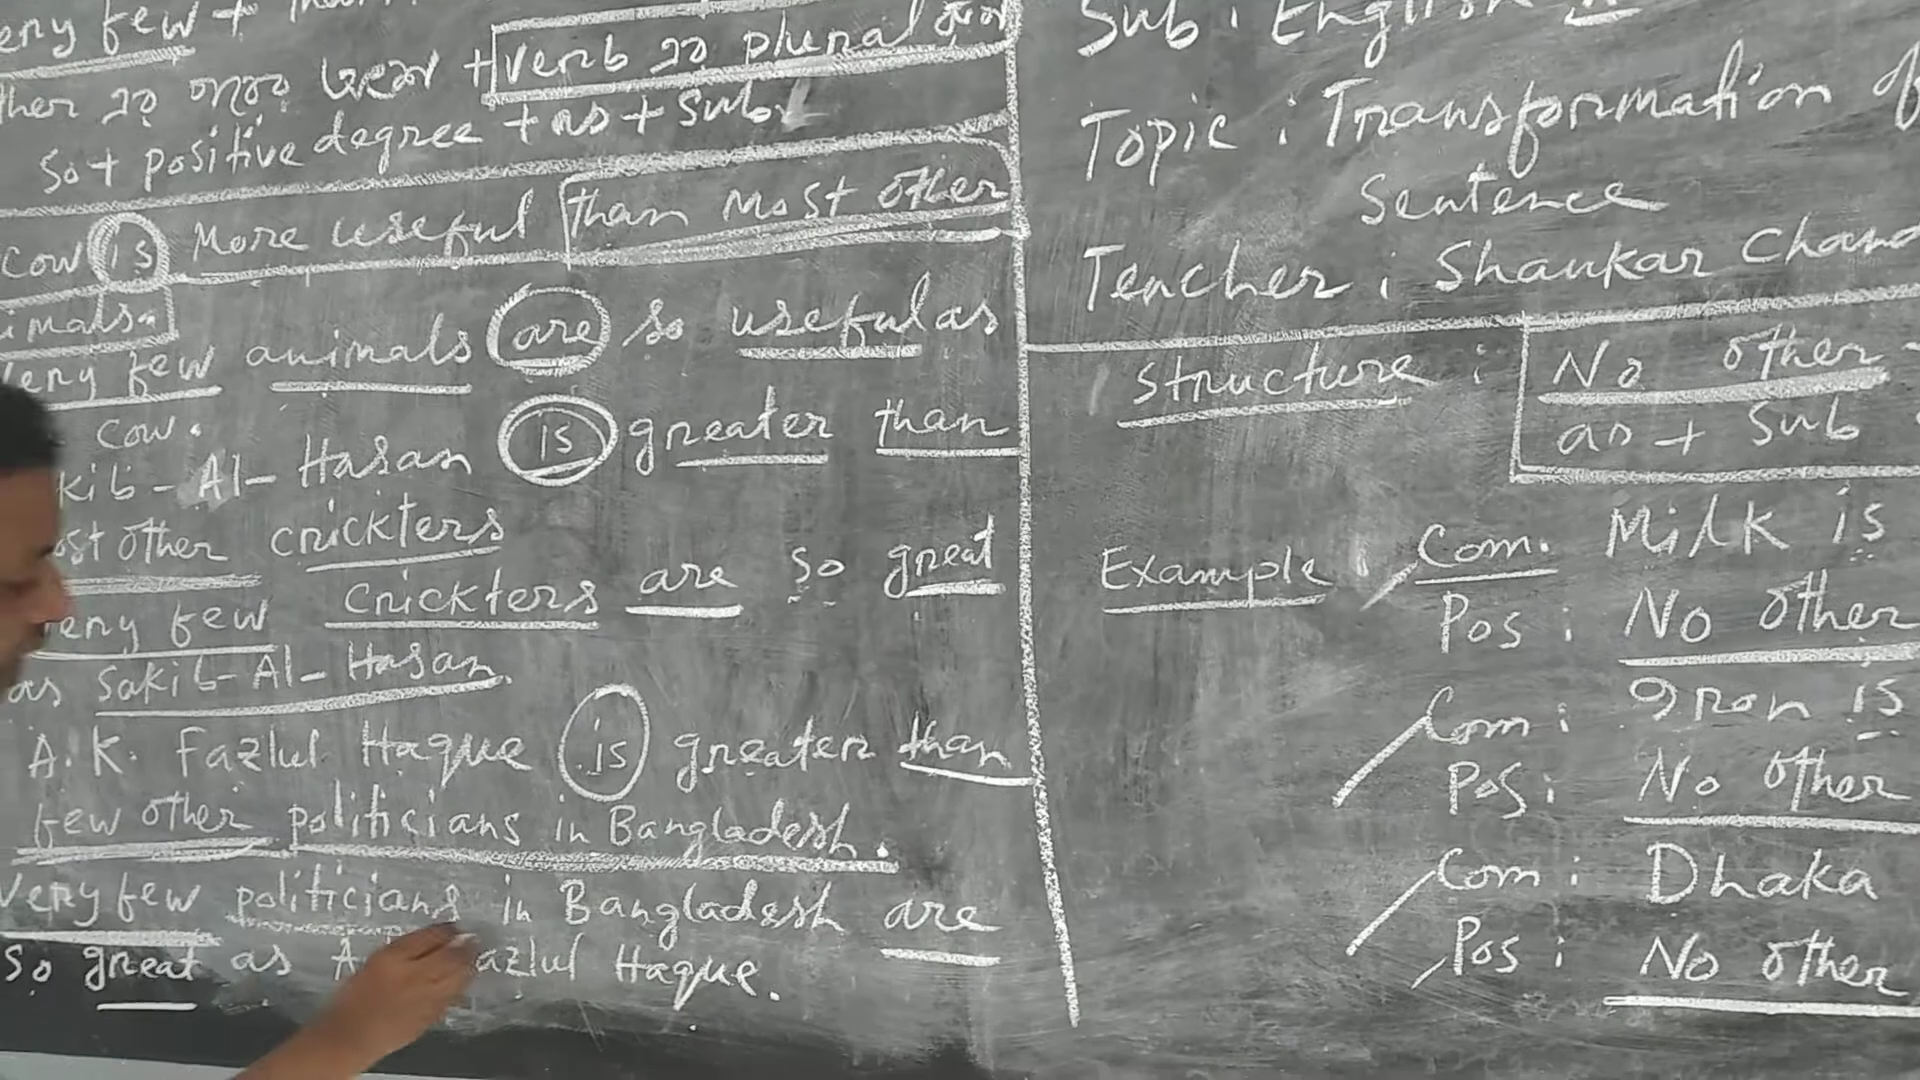 very few +
ther এর পরের word + verb এর plural
so + positive degree + as + sub
cow is more useful than most other
imals.
very few animals are so useful as
cow.
kib-Al-Hasan is greater than
ost other crickters
very few crickters are so great
as Sakib-Al-Hasan.
A. K. Fazlul Haque is greater than
few other politicians in Bangladesh.
very few politicians in Bangladesh are
so great as A azlul Haque.
Sub : English
Topic : Transformation of
Sentence
Teacher : Shankar Chand
Structure : No other
as + Sub
Example : Com. Milk is
Pos : No other
Com : Iron is
Pos : No other
Com : Dhaka
Pos : No other